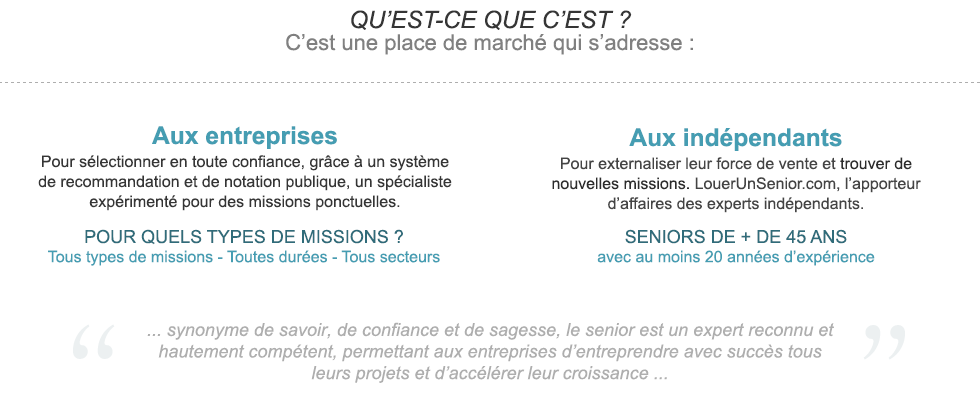 QU’EST-CE QUE C’EST ?
C’est une place de marché qui s’adresse :
Aux entreprises
Pour sélectionner en toute confiance, grâce à un système
de recommandation et de notation publique, un spécialiste
expérimenté pour des missions ponctuelles.
POUR QUELS TYPES DE MISSIONS ?
Tous types de missions - Toutes durées - Tous secteurs
Aux indépendants
Pour externaliser leur force de vente et trouver de
nouvelles missions. LouerUnSenior.com, l’apporteur
d’affaires des experts indépendants.
SENIORS DE + DE 45 ANS
avec au moins 20 années d’expérience
“ ... synonyme de savoir, de confiance et de sagesse, le senior est un expert reconnu et ”
hautement compétent, permettant aux entreprises d’entreprendre avec succès tous
leurs projets et d’accélérer leur croissance ...